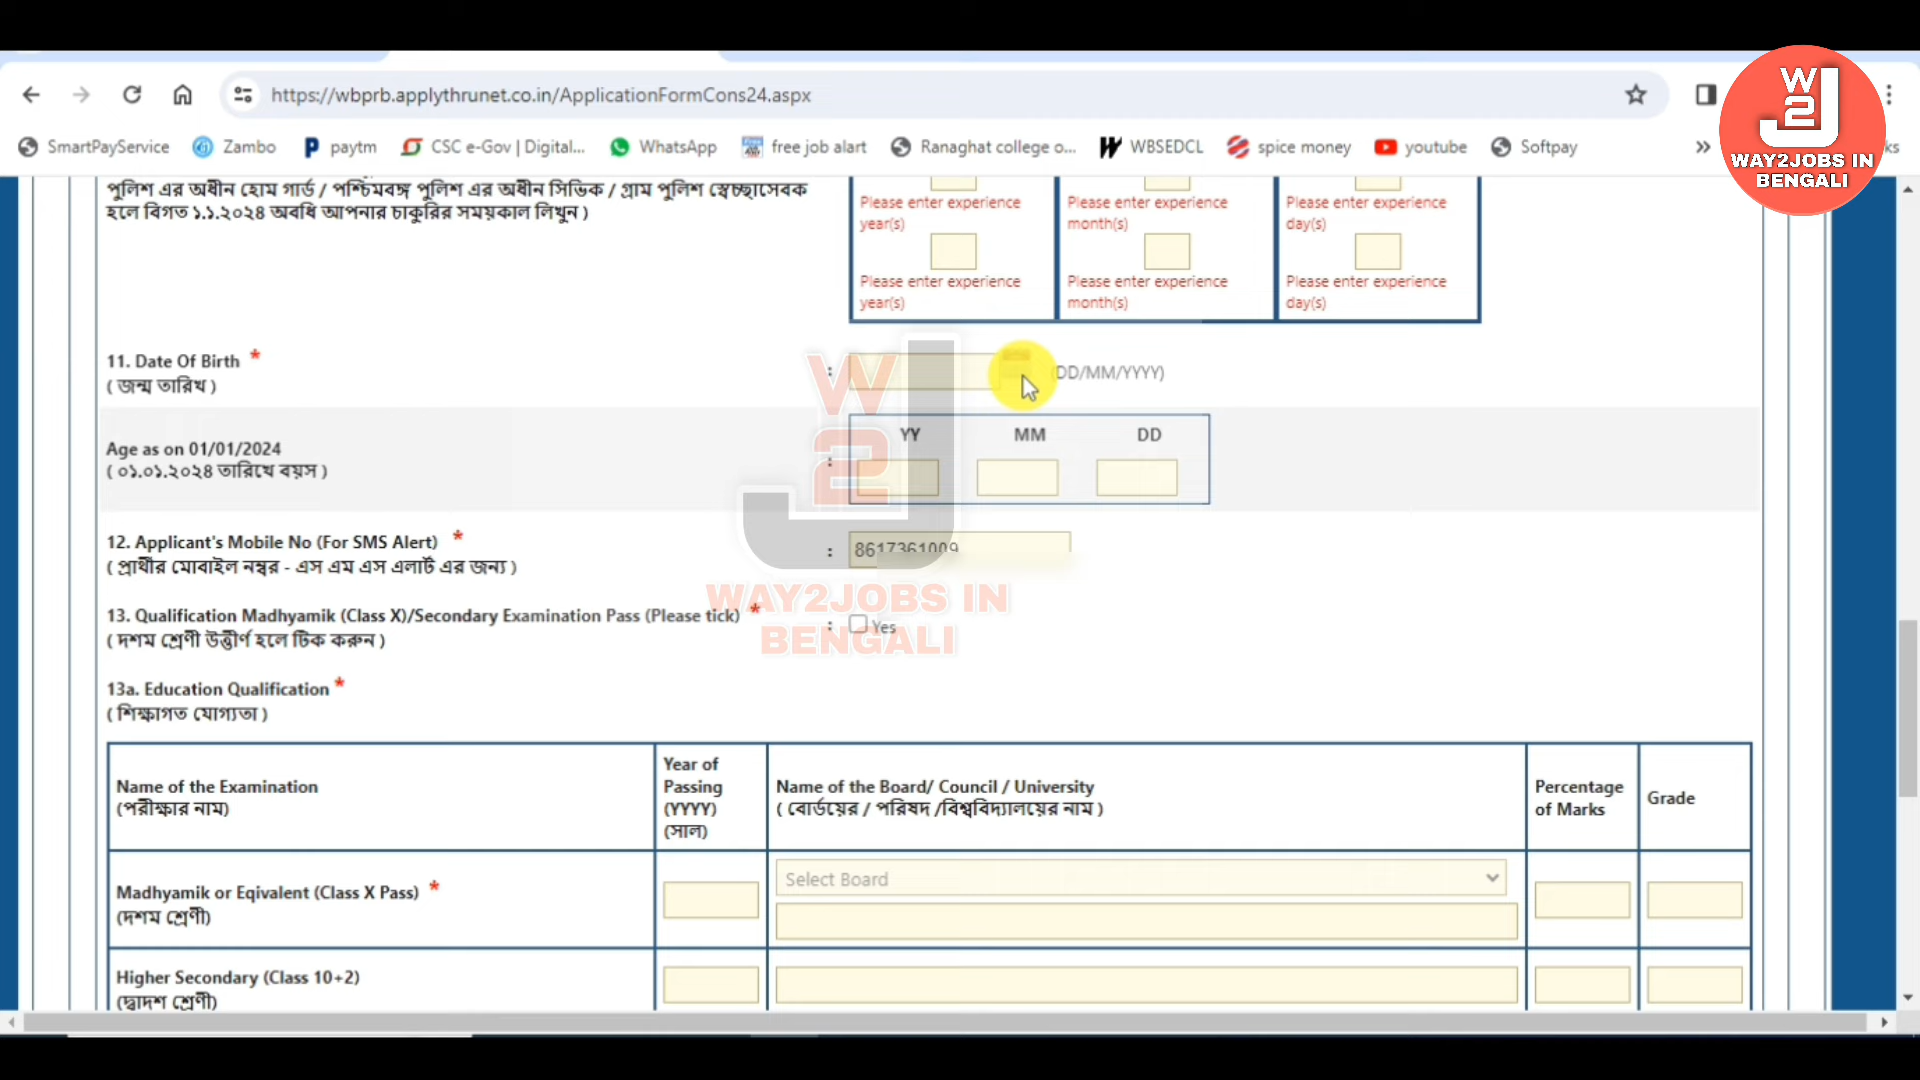 https://wbprb.applythrunet.co.in/ApplicationFormCons24.aspx
SmartPayService Zambo paytm CSC e-Gov | Digital... WhatsApp free job alart Ranaghat college o... WBSEDCL spice money youtube Softpay » ks
W2J
WAY2JOBS IN
BENGALI
পুলিশ এর অধীন হোম গার্ড / পশ্চিমবঙ্গ পুলিশ এর অধীন সিভিক / গ্রাম পুলিশ স্বেচ্ছাসেবক
হলে বিগত ১.১.২০২৪ অবধি আপনার চাকুরির সময়কাল লিখুন )
Please enter experience year(s)
Please enter experience month(s)
Please enter experience day(s)
Please enter experience year(s)
Please enter experience month(s)
Please enter experience day(s)
11. Date Of Birth *
( জন্ম তারিখ )
: (DD/MM/YYYY)
Age as on 01/01/2024
( ০১.০১.২০২৪ তারিখে বয়স )
: YY MM DD
12. Applicant's Mobile No (For SMS Alert) *
( প্রার্থীর মোবাইল নম্বর - এস এম এস এলার্ট এর জন্য )
: 8617361009
13. Qualification Madhyamik (Class X)/Secondary Examination Pass (Please tick) *
( দশম শ্রেণী উত্তীর্ণ হলে টিক করুন )
: Yes
W2J
WAY2JOBS IN
BENGALI
13a. Education Qualification *
( শিক্ষাগত যোগ্যতা )
Name of the Examination
(পরীক্ষার নাম)
Year of
Passing
(YYYY)
(সাল)
Name of the Board/ Council / University
( বোর্ডয়ের / পরিষদ /বিশ্ববিদ্যালয়ের নাম )
Percentage
of Marks
Grade
Madhyamik or Eqivalent (Class X Pass) *
(দশম শ্রেণী)
Select Board
Higher Secondary (Class 10+2)
(দ্বাদশ শ্রেণী)